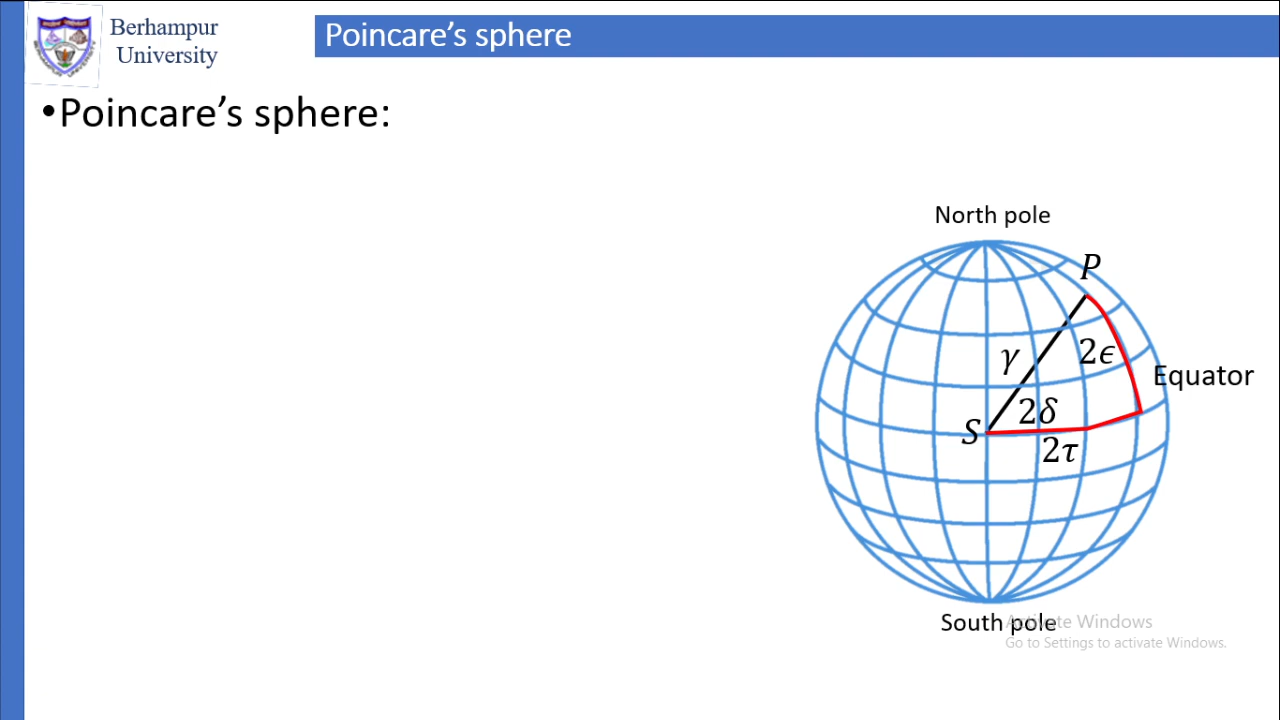 Berhampur
University
Poincare’s sphere
•Poincare’s sphere:
North pole
P
γ
2ϵ
Equator
2δ
S
2τ
South pole
Activate Windows
Go to Settings to activate Windows.